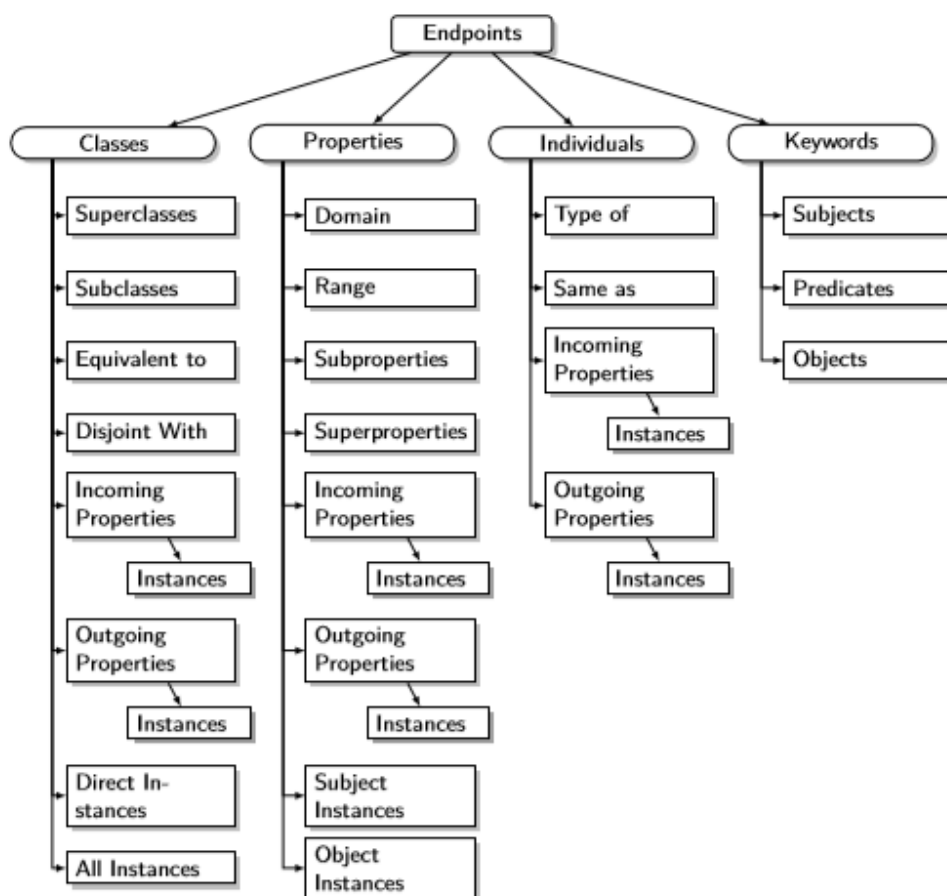 Endpoints
Classes
Properties
Individuals
Keywords
Superclasses
Subclasses
Equivalent to
Disjoint With
Incoming
Properties
Instances
Outgoing
Properties
Instances
Direct In-
stances
All Instances
Domain
Range
Subproperties
Superproperties
Incoming
Properties
Instances
Outgoing
Properties
Instances
Subject
Instances
Object
Instances
Type of
Same as
Incoming
Properties
Instances
Outgoing
Properties
Instances
Subjects
Predicates
Objects